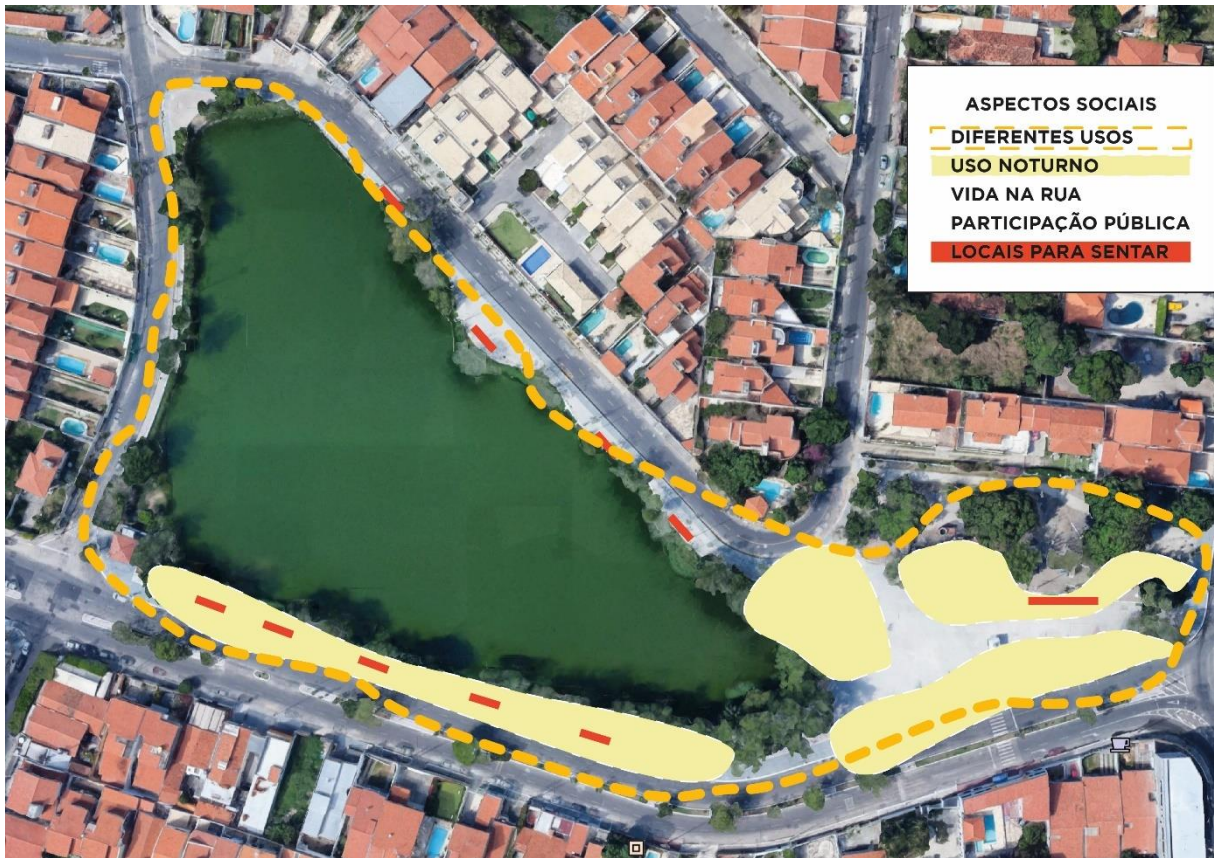 ASPECTOS SOCIAIS
DIFERENTES USOS
USO NOTURNO
VIDA NA RUA
PARTICIPAÇÃO PÚBLICA
LOCAIS PARA SENTAR